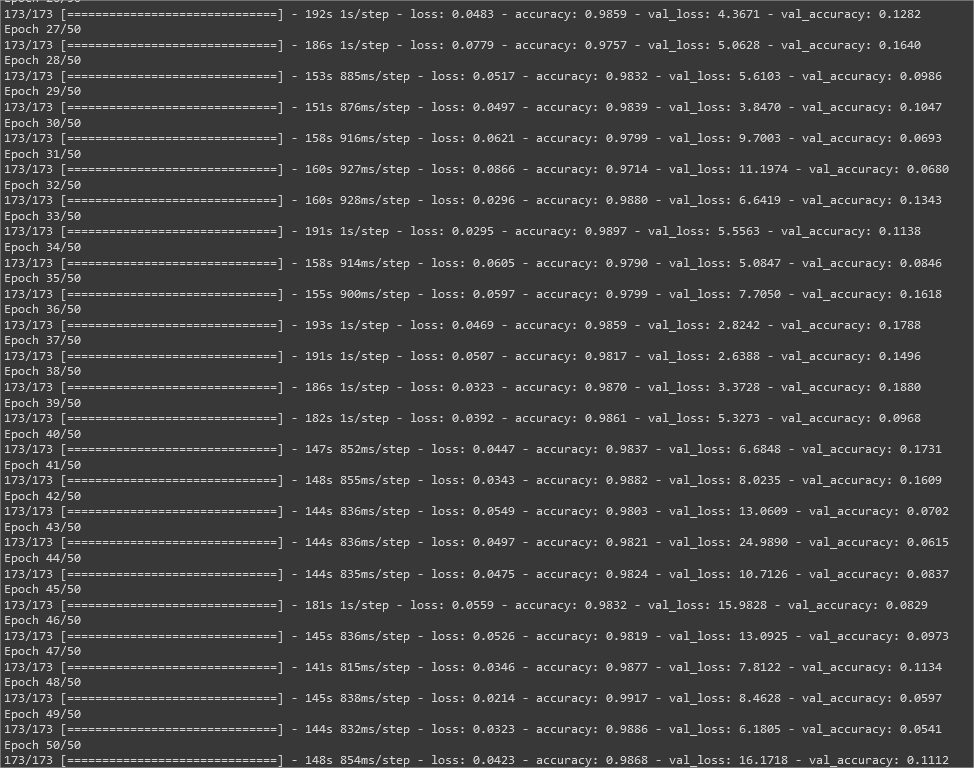 173/173 [==============================] - 192s 1s/step - loss: 0.0483 - accuracy: 0.9859 - val_loss: 4.3671 - val_accuracy: 0.1282
Epoch 27/50
173/173 [==============================] - 186s 1s/step - loss: 0.0779 - accuracy: 0.9757 - val_loss: 5.0628 - val_accuracy: 0.1640
Epoch 28/50
173/173 [==============================] - 153s 885ms/step - loss: 0.0517 - accuracy: 0.9832 - val_loss: 5.6103 - val_accuracy: 0.0986
Epoch 29/50
173/173 [==============================] - 151s 876ms/step - loss: 0.0497 - accuracy: 0.9839 - val_loss: 3.8470 - val_accuracy: 0.1047
Epoch 30/50
173/173 [==============================] - 158s 916ms/step - loss: 0.0621 - accuracy: 0.9799 - val_loss: 9.7003 - val_accuracy: 0.0693
Epoch 31/50
173/173 [==============================] - 160s 927ms/step - loss: 0.0866 - accuracy: 0.9714 - val_loss: 11.1974 - val_accuracy: 0.0680
Epoch 32/50
173/173 [==============================] - 160s 928ms/step - loss: 0.0296 - accuracy: 0.9880 - val_loss: 6.6419 - val_accuracy: 0.1343
Epoch 33/50
173/173 [==============================] - 191s 1s/step - loss: 0.0295 - accuracy: 0.9897 - val_loss: 5.5563 - val_accuracy: 0.1138
Epoch 34/50
173/173 [==============================] - 158s 914ms/step - loss: 0.0605 - accuracy: 0.9790 - val_loss: 5.0847 - val_accuracy: 0.0846
Epoch 35/50
173/173 [==============================] - 155s 900ms/step - loss: 0.0597 - accuracy: 0.9799 - val_loss: 7.7050 - val_accuracy: 0.1618
Epoch 36/50
173/173 [==============================] - 193s 1s/step - loss: 0.0469 - accuracy: 0.9859 - val_loss: 2.8242 - val_accuracy: 0.1788
Epoch 37/50
173/173 [==============================] - 191s 1s/step - loss: 0.0507 - accuracy: 0.9817 - val_loss: 2.6388 - val_accuracy: 0.1496
Epoch 38/50
173/173 [==============================] - 186s 1s/step - loss: 0.0323 - accuracy: 0.9870 - val_loss: 3.3728 - val_accuracy: 0.1880
Epoch 39/50
173/173 [==============================] - 182s 1s/step - loss: 0.0392 - accuracy: 0.9861 - val_loss: 5.3273 - val_accuracy: 0.0968
Epoch 40/50
173/173 [==============================] - 147s 852ms/step - loss: 0.0447 - accuracy: 0.9837 - val_loss: 6.6848 - val_accuracy: 0.1731
Epoch 41/50
173/173 [==============================] - 148s 855ms/step - loss: 0.0343 - accuracy: 0.9882 - val_loss: 8.0235 - val_accuracy: 0.1609
Epoch 42/50
173/173 [==============================] - 144s 836ms/step - loss: 0.0549 - accuracy: 0.9803 - val_loss: 13.0609 - val_accuracy: 0.0702
Epoch 43/50
173/173 [==============================] - 144s 836ms/step - loss: 0.0497 - accuracy: 0.9821 - val_loss: 24.9890 - val_accuracy: 0.0615
Epoch 44/50
173/173 [==============================] - 144s 835ms/step - loss: 0.0475 - accuracy: 0.9824 - val_loss: 10.7126 - val_accuracy: 0.0837
Epoch 45/50
173/173 [==============================] - 181s 1s/step - loss: 0.0559 - accuracy: 0.9832 - val_loss: 15.9828 - val_accuracy: 0.0829
Epoch 46/50
173/173 [==============================] - 145s 836ms/step - loss: 0.0526 - accuracy: 0.9819 - val_loss: 13.0925 - val_accuracy: 0.0973
Epoch 47/50
173/173 [==============================] - 141s 815ms/step - loss: 0.0346 - accuracy: 0.9877 - val_loss: 7.8122 - val_accuracy: 0.1134
Epoch 48/50
173/173 [==============================] - 145s 838ms/step - loss: 0.0214 - accuracy: 0.9917 - val_loss: 8.4628 - val_accuracy: 0.0597
Epoch 49/50
173/173 [==============================] - 144s 832ms/step - loss: 0.0323 - accuracy: 0.9886 - val_loss: 6.1805 - val_accuracy: 0.0541
Epoch 50/50
173/173 [==============================] - 148s 854ms/step - loss: 0.0423 - accuracy: 0.9868 - val_loss: 16.1718 - val_accuracy: 0.1112